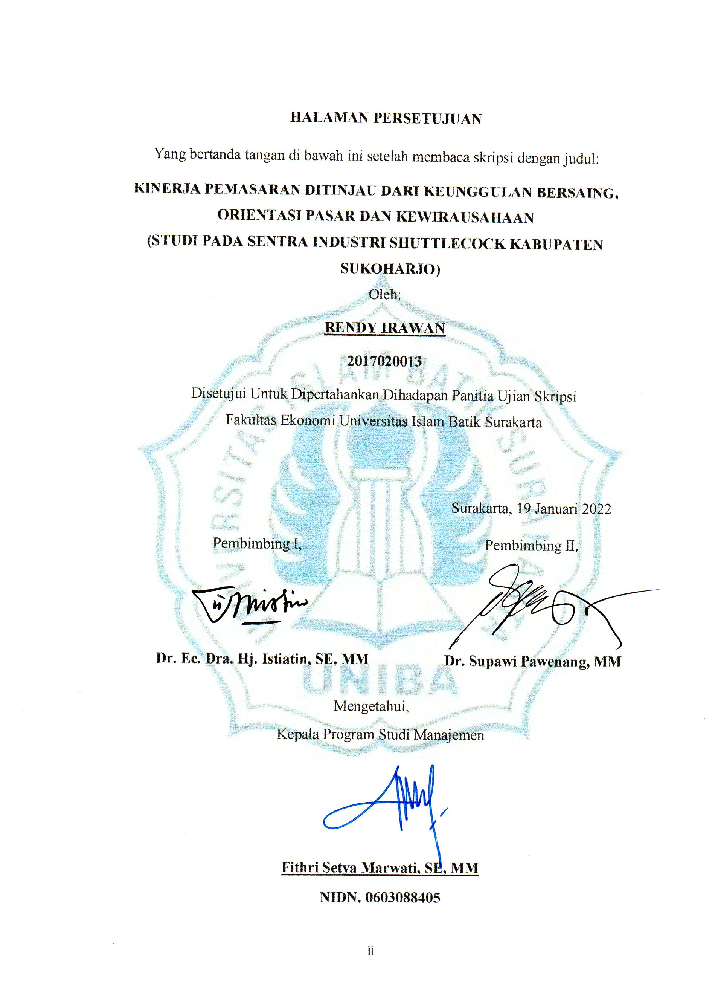 HALAMAN PERSETUJUAN
Yang bertanda tangan di bawah ini setelah membaca skripsi dengan judul:
KINERJA PEMASARAN DITINJAU DARI KEUNGGULAN BERSAING,
ORIENTASI PASAR DAN KEWIRAUSAHAAN
(STUDI PADA SENTRA INDUSTRI SHUTTLECOCK KABUPATEN
SUKOHARJO)
Oleh:
RENDY IRAWAN
2017020013
Disetujui Untuk Dipertahankan Dihadapan Panitia Ujian Skripsi
Fakultas Ekonomi Universitas Islam Batik Surakarta
UNIVERSITAS ISLAM BATIK SURAKARTA
Surakarta, 19 Januari 2022
Pembimbing I,
Pembimbing II,
Dr. Ec. Dra. Hj. Istiatin, SE, MM
Dr. Supawi Pawenang, MM
UNIBA
Mengetahui,
Kepala Program Studi Manajemen
Fithri Setya Marwati, SE, MM
NIDN. 0603088405
ii